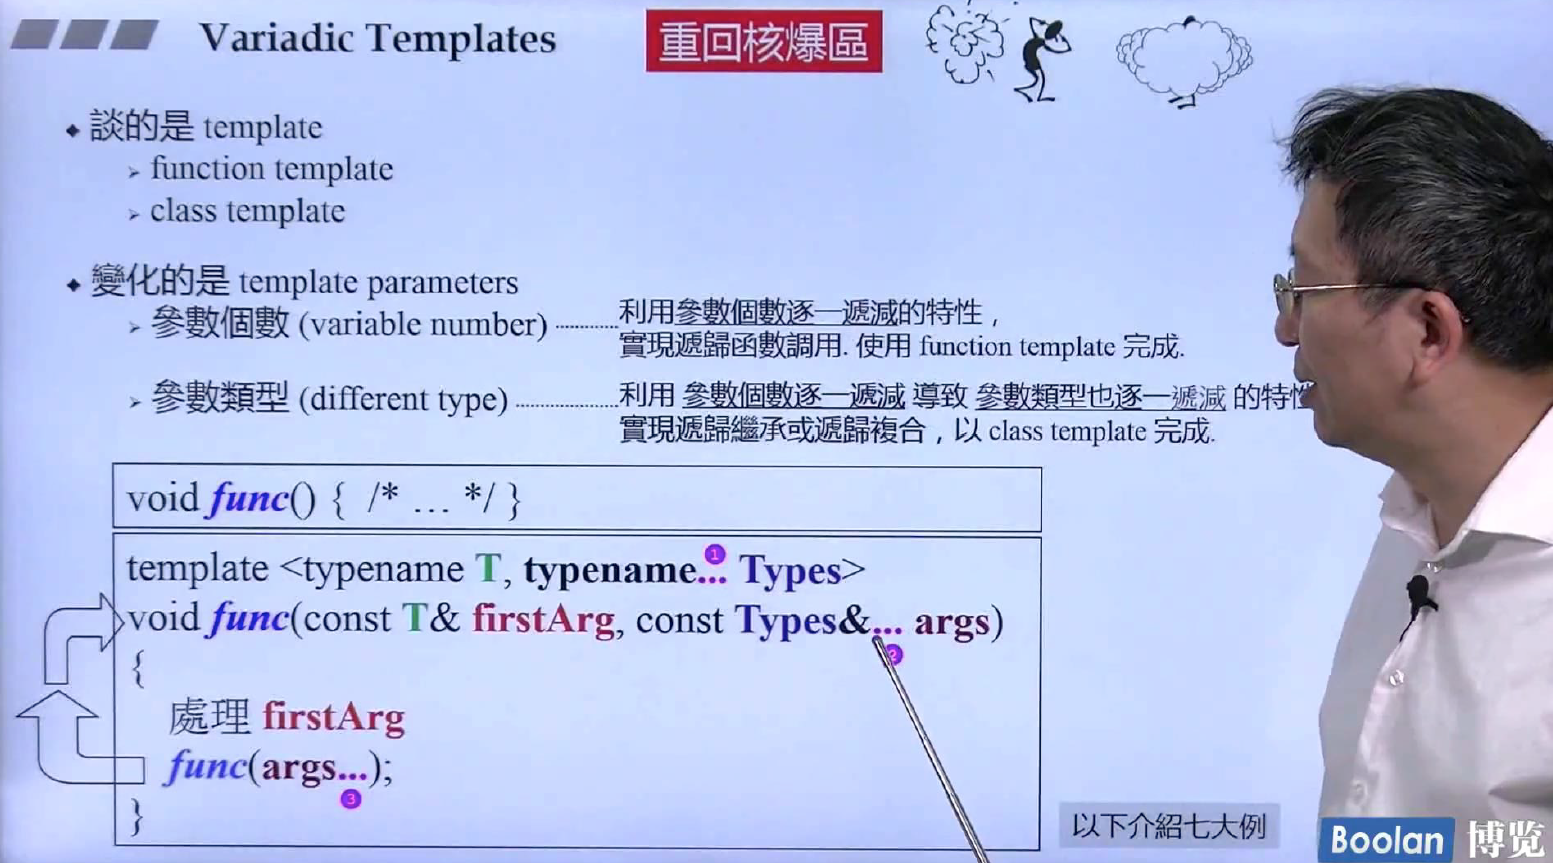 Variadic Templates
重回核爆區
◆ 談的是 template
➢ function template
➢ class template
◆ 變化的是 template parameters
➢ 參數個數 (variable number)
利用參數個數逐一遞減的特性，
實現遞歸函數調用. 使用 function template 完成.
➢ 參數類型 (different type)
利用 參數個數逐一遞減 導致 參數類型也逐一遞減 的特性
實現遞歸繼承或遞歸複合，以 class template 完成.
void func() { /* … */ }
template <typename T, typename... Types>
1
void func(const T& firstArg, const Types&... args)
2
{
處理 firstArg
func(args...);
3
}
以下介紹七大例
Boolan 博览